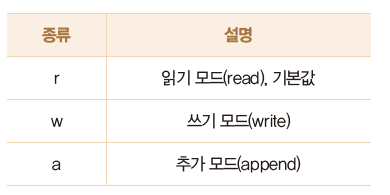 종류 설명
r 읽기 모드(read), 기본값
w 쓰기 모드(write)
a 추가 모드(append)